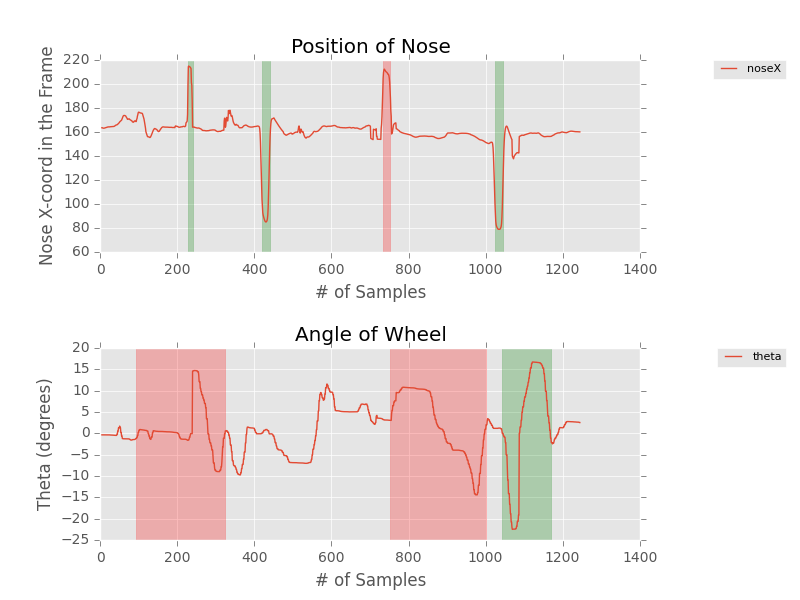 Position of Nose
Nose X-coord in the Frame
220
200
180
160
140
120
100
80
60
0 200 400 600 800 1000 1200 1400
# of Samples
noseX
Angle of Wheel
Theta (degrees)
20
15
10
5
0
−5
−10
−15
−20
−25
0 200 400 600 800 1000 1200 1400
# of Samples
theta